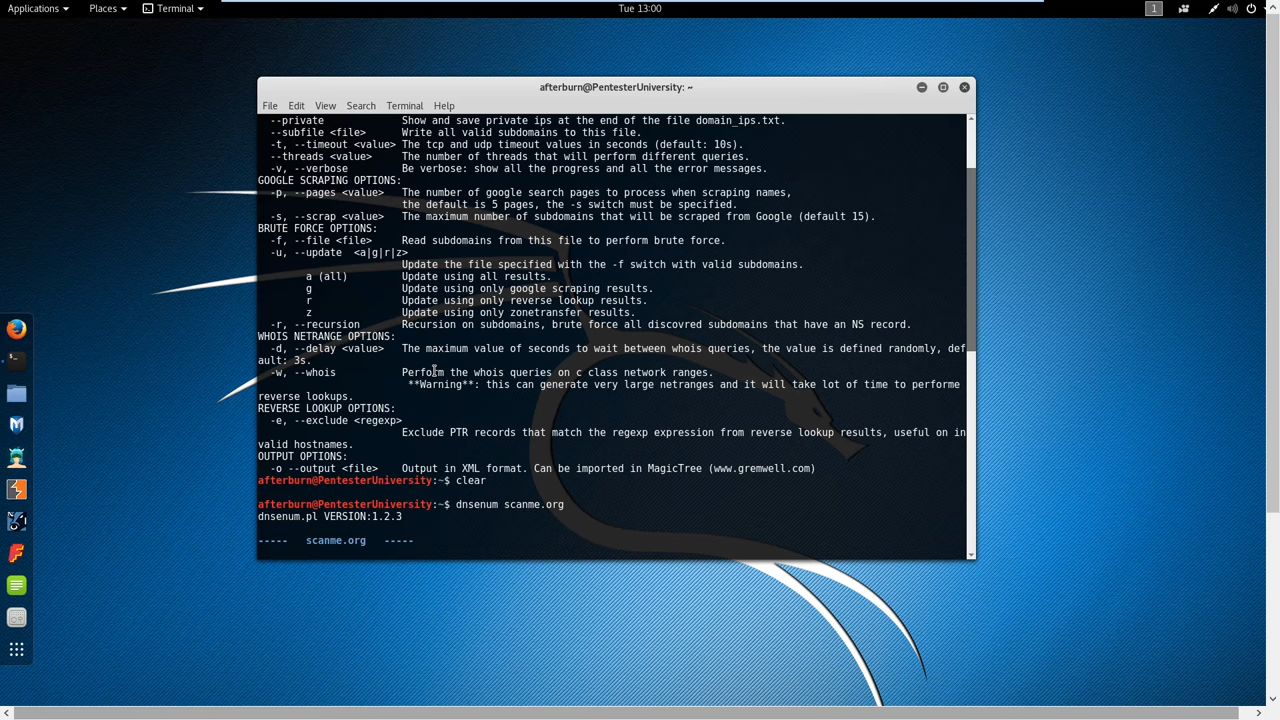 Applications Places Terminal Tue 13:00 1
afterburn@PentesterUniversity: ~
File Edit View Search Terminal Help
--private Show and save private ips at the end of the file domain_ips.txt.
--subfile <file> Write all valid subdomains to this file.
-t, --timeout <value> The tcp and udp timeout values in seconds (default: 10s).
--threads <value> The number of threads that will perform different queries.
-v, --verbose Be verbose: show all the progress and all the error messages.
GOOGLE SCRAPING OPTIONS:
-p, --pages <value> The number of google search pages to process when scraping names,
the default is 5 pages, the -s switch must be specified.
-s, --scrap <value> The maximum number of subdomains that will be scraped from Google (default 15).
BRUTE FORCE OPTIONS:
-f, --file <file> Read subdomains from this file to perform brute force.
-u, --update <a|g|r|z>
Update the file specified with the -f switch with valid subdomains.
a (all) Update using all results.
g Update using only google scraping results.
r Update using only reverse lookup results.
z Update using only zonetransfer results.
-r, --recursion Recursion on subdomains, brute force all discovred subdomains that have an NS record.
WHOIS NETRANGE OPTIONS:
-d, --delay <value> The maximum value of seconds to wait between whois queries, the value is defined randomly, def
ault: 3s.
-w, --whois Perform the whois queries on c class network ranges.
**Warning**: this can generate very large netranges and it will take lot of time to performe
reverse lookups.
REVERSE LOOKUP OPTIONS:
-e, --exclude <regexp>
Exclude PTR records that match the regexp expression from reverse lookup results, useful on in
valid hostnames.
OUTPUT OPTIONS:
-o --output <file> Output in XML format. Can be imported in MagicTree (www.gremwell.com)
afterburn@PentesterUniversity:~$ clear
afterburn@PentesterUniversity:~$ dnsenum scanme.org
dnsenum.pl VERSION:1.2.3
----- scanme.org -----